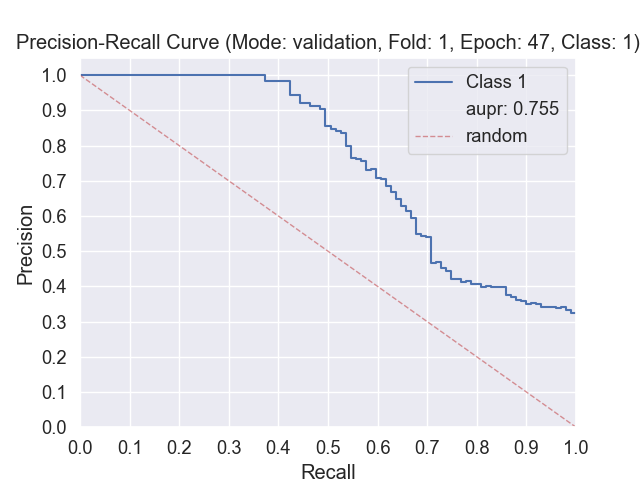 Precision-Recall Curve (Mode: validation, Fold: 1, Epoch: 47, Class: 1)
Class 1
aupr: 0.755
random
Precision
1.0
0.9
0.8
0.7
0.6
0.5
0.4
0.3
0.2
0.1
0.0
0.0 0.1 0.2 0.3 0.4 0.5 0.6 0.7 0.8 0.9 1.0
Recall